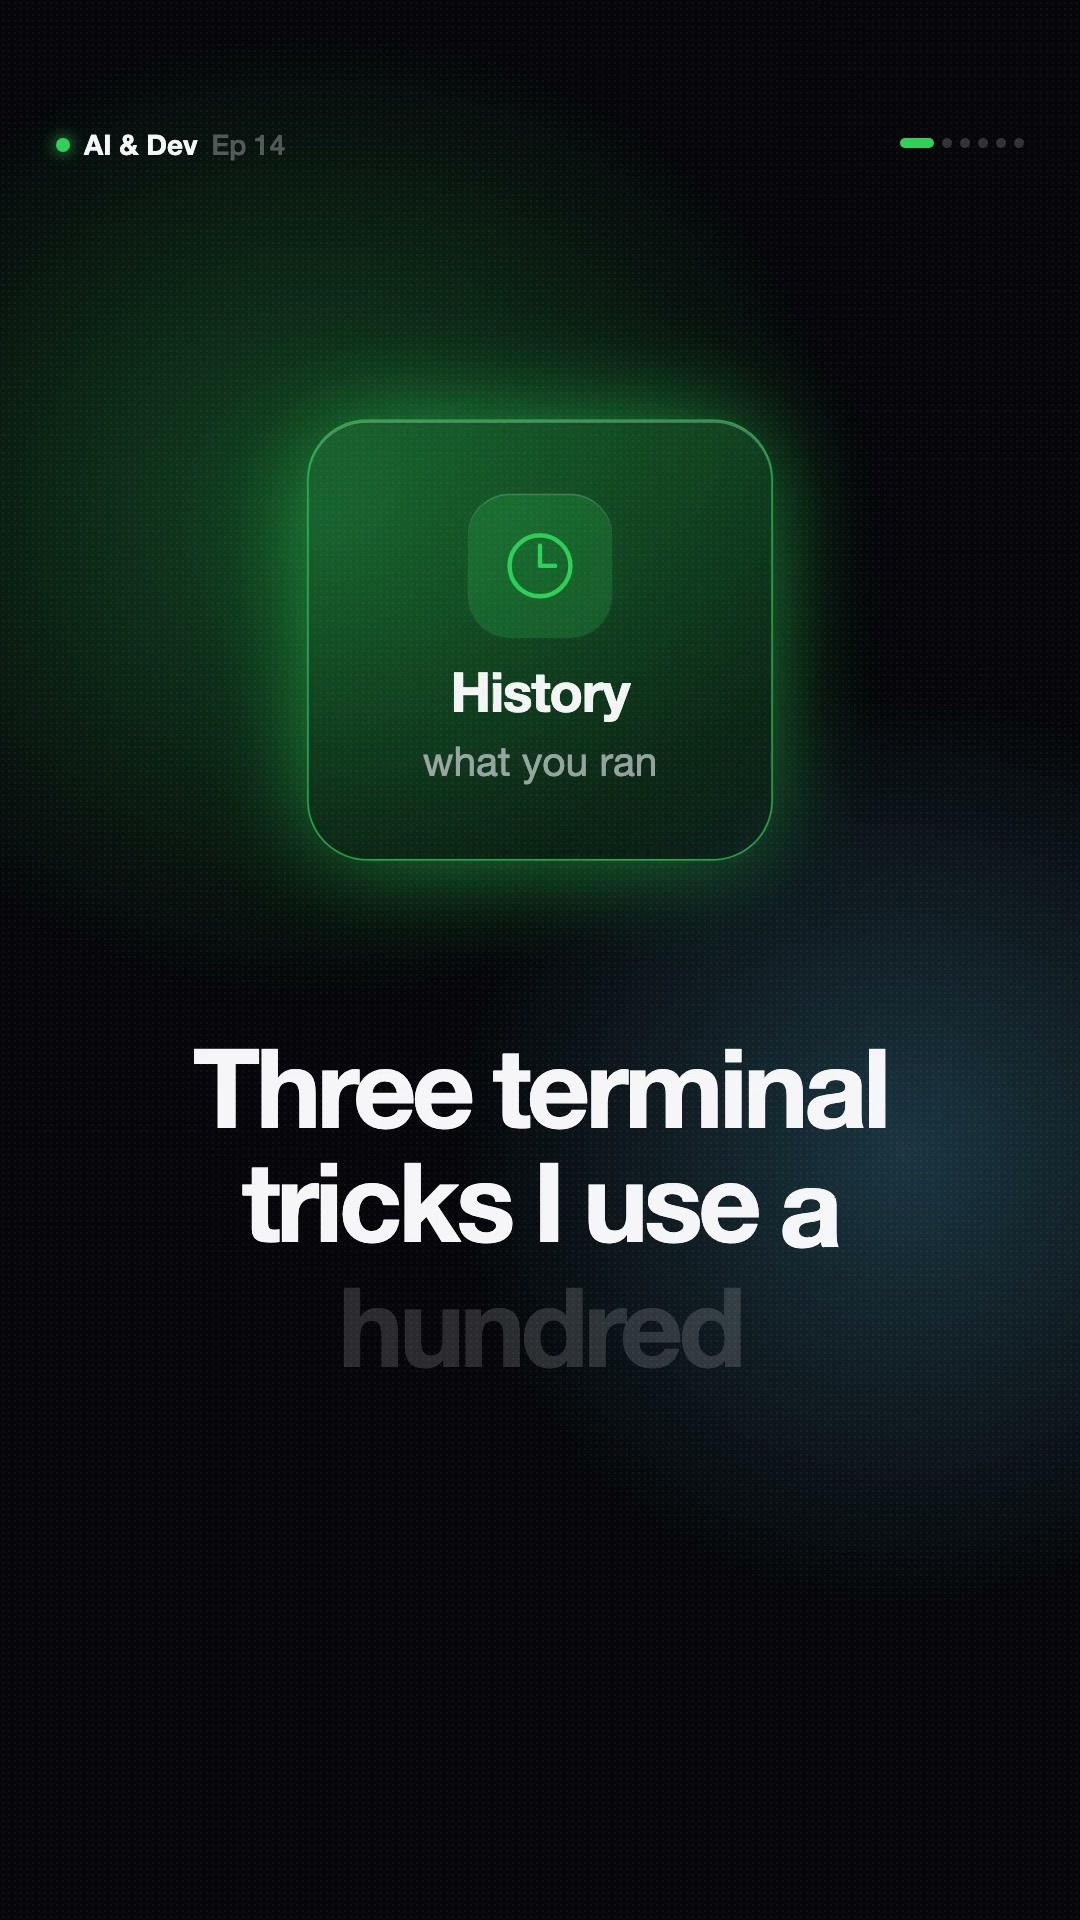 AI & Dev Ep 14
History
what you ran
Three terminal
tricks I use a
hundred